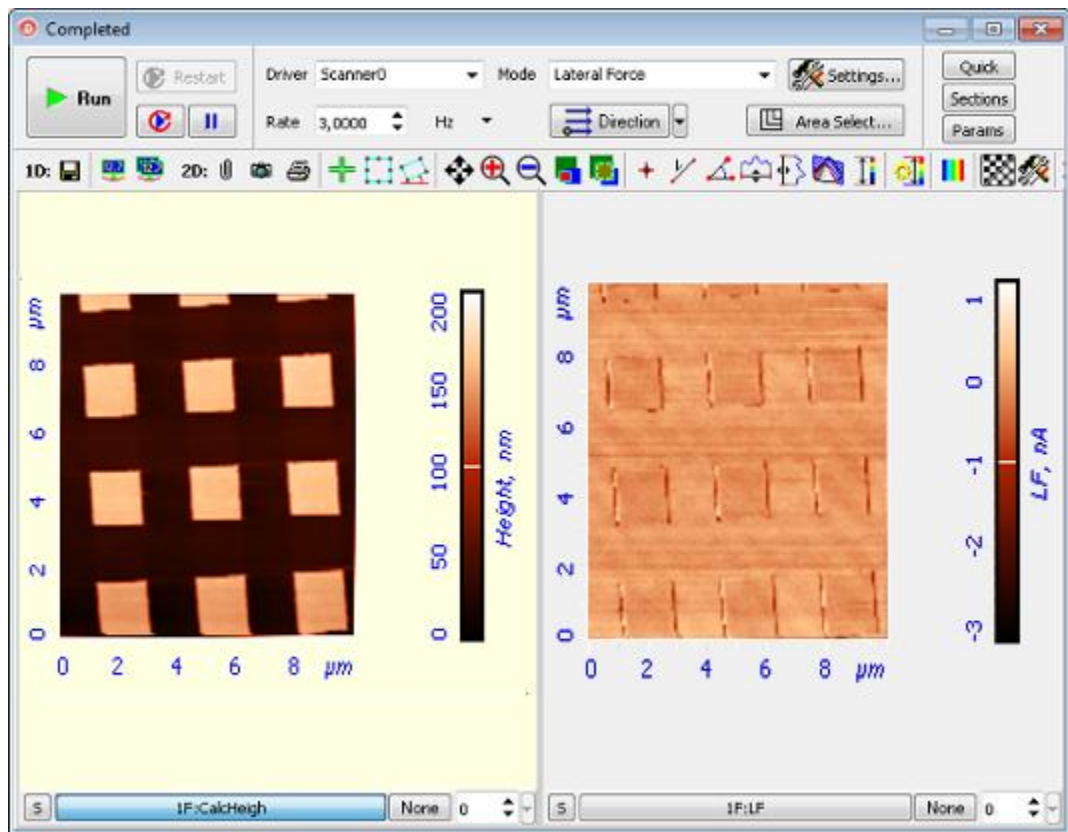 Completed
Run
Restart
Driver Scanner0 Mode Lateral Force Settings...
Rate 3,0000 Hz Direction Area Select...
Quick
Sections
Params
1D: 2D:
μm
8
6
4
2
0
0 2 4 6 8 μm
200
150
100
50
0
Height, nm
μm
8
6
4
2
0
0 2 4 6 8 μm
1
0
-1
-2
-3
LF, nA
S 1F:CalcHeigh None 0
S 1F:LF None 0